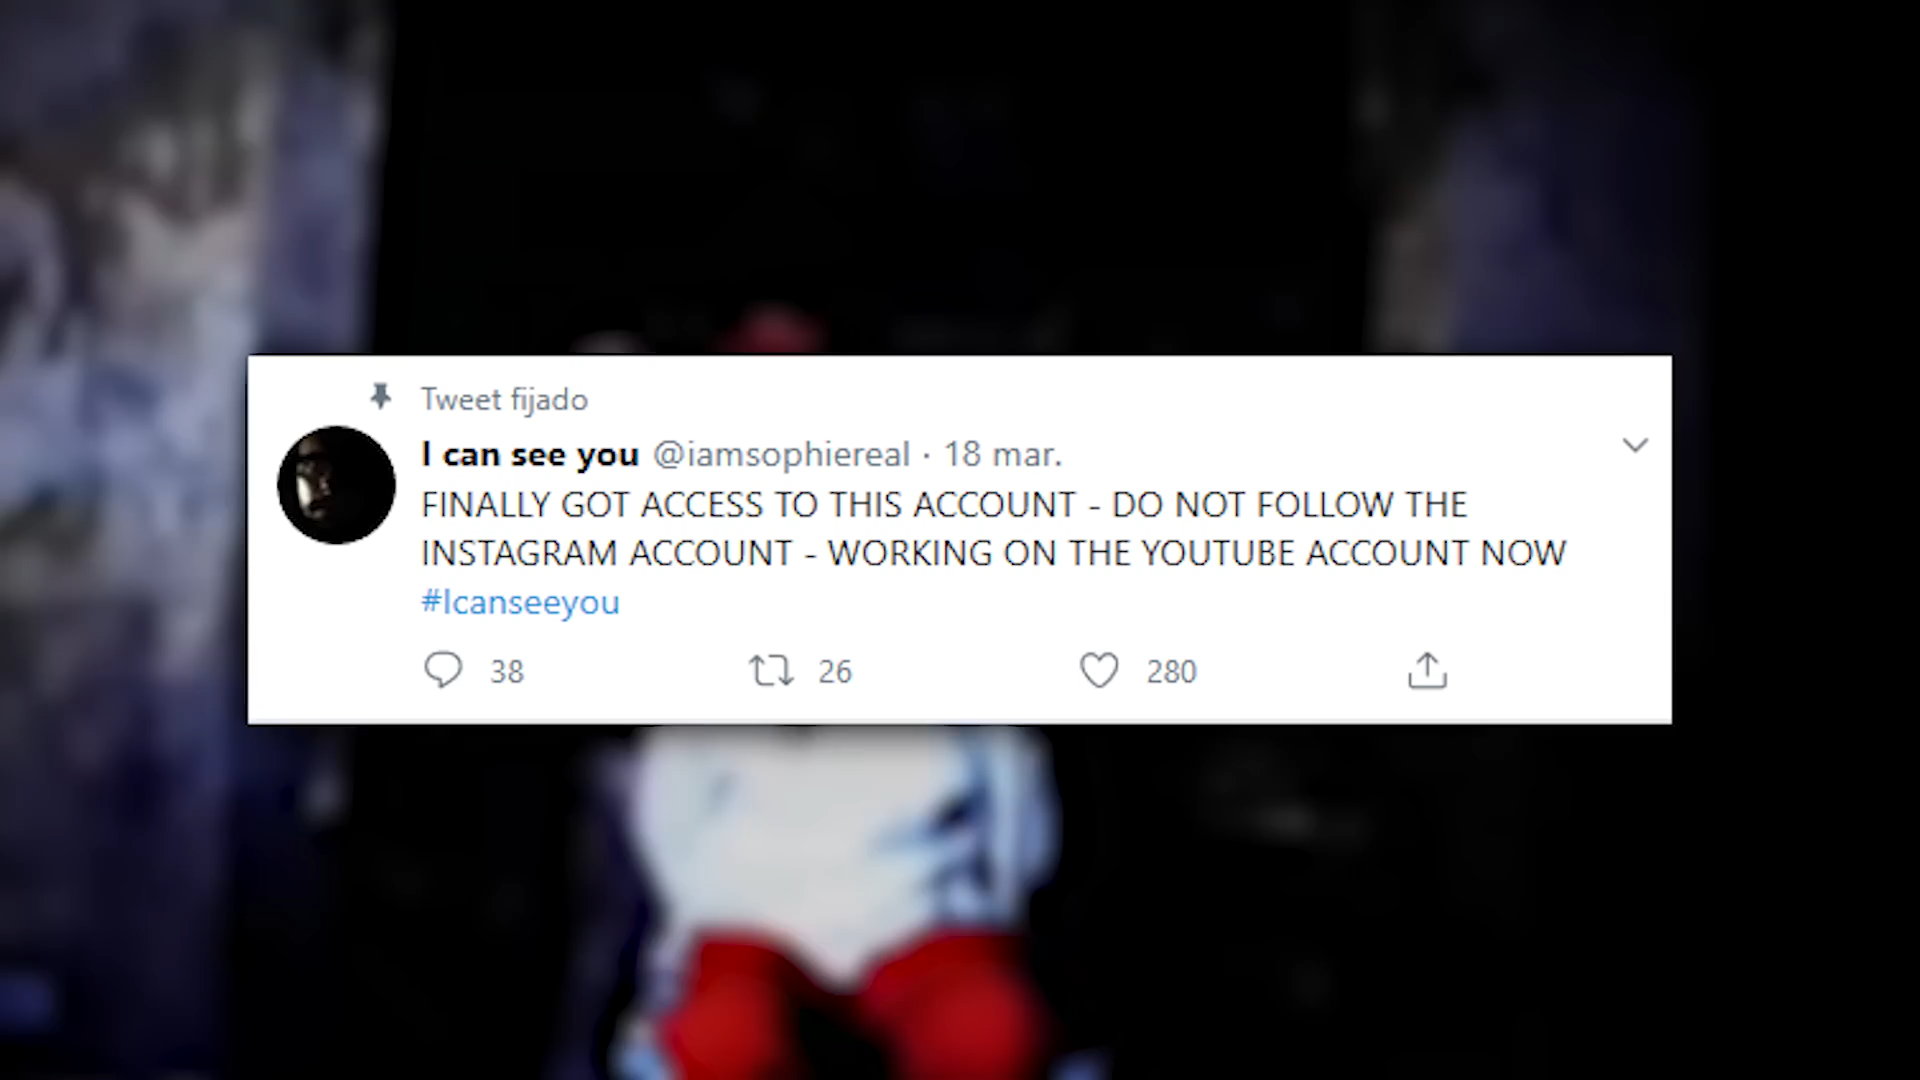 Tweet fijado
I can see you @iamsophiereal · 18 mar.
FINALLY GOT ACCESS TO THIS ACCOUNT - DO NOT FOLLOW THE
INSTAGRAM ACCOUNT - WORKING ON THE YOUTUBE ACCOUNT NOW
#Icanseeyou
38 26 280